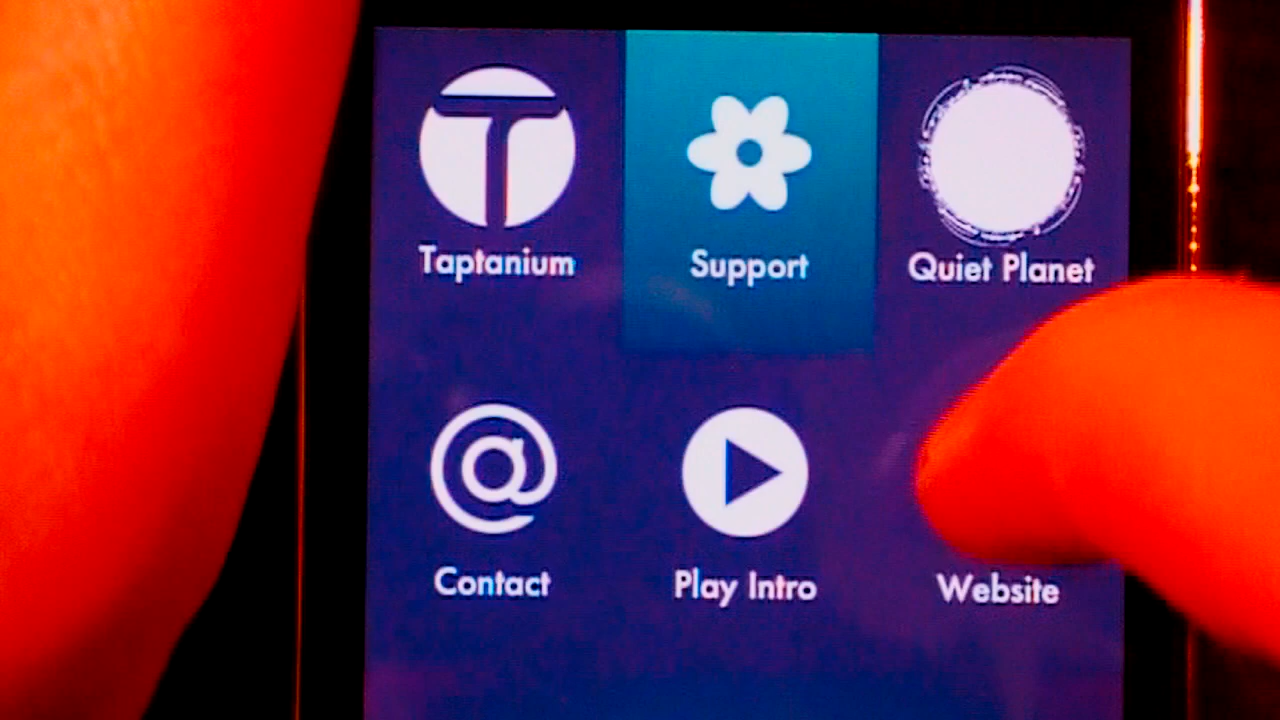 Taptanium
Support
Quiet Planet
Contact
Play Intro
Website